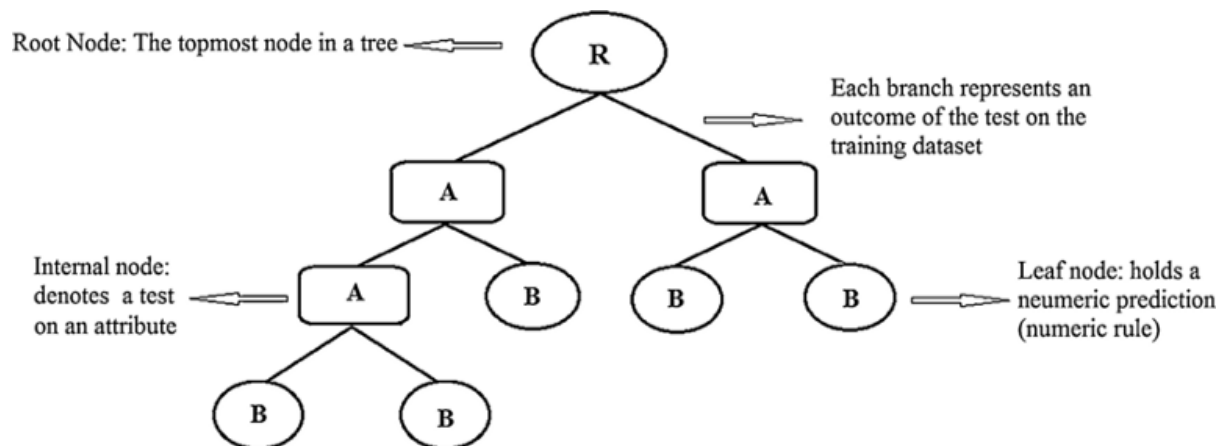 Root Node: The topmost node in a tree
R
Each branch represents an
outcome of the test on the
training dataset
A
A
Internal node:
denotes a test
on an attribute
A
B
B
B
Leaf node: holds a
neumeric prediction
(numeric rule)
B
B